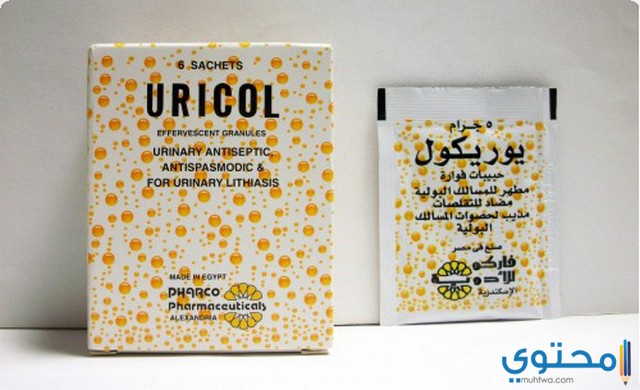 6 SACHETS
URICOL
EFFERVESCENT GRANULES
URINARY ANTISEPTIC,
ANTISPASMODIC &
FOR URINARY LITHIASIS
MADE IN EGYPT
PHARCO
Pharmaceuticals
ALEXANDRIA
٥ جرام
يوريكول
حبيبات فوارة
مطهر للمسالك البولية
مضاد للتقلصات
مذيب لحصوات المسالك
البولية
صنع فى مصر
فاركو
للأدوية
الإسكندرية
محتوي
muhtwa.com